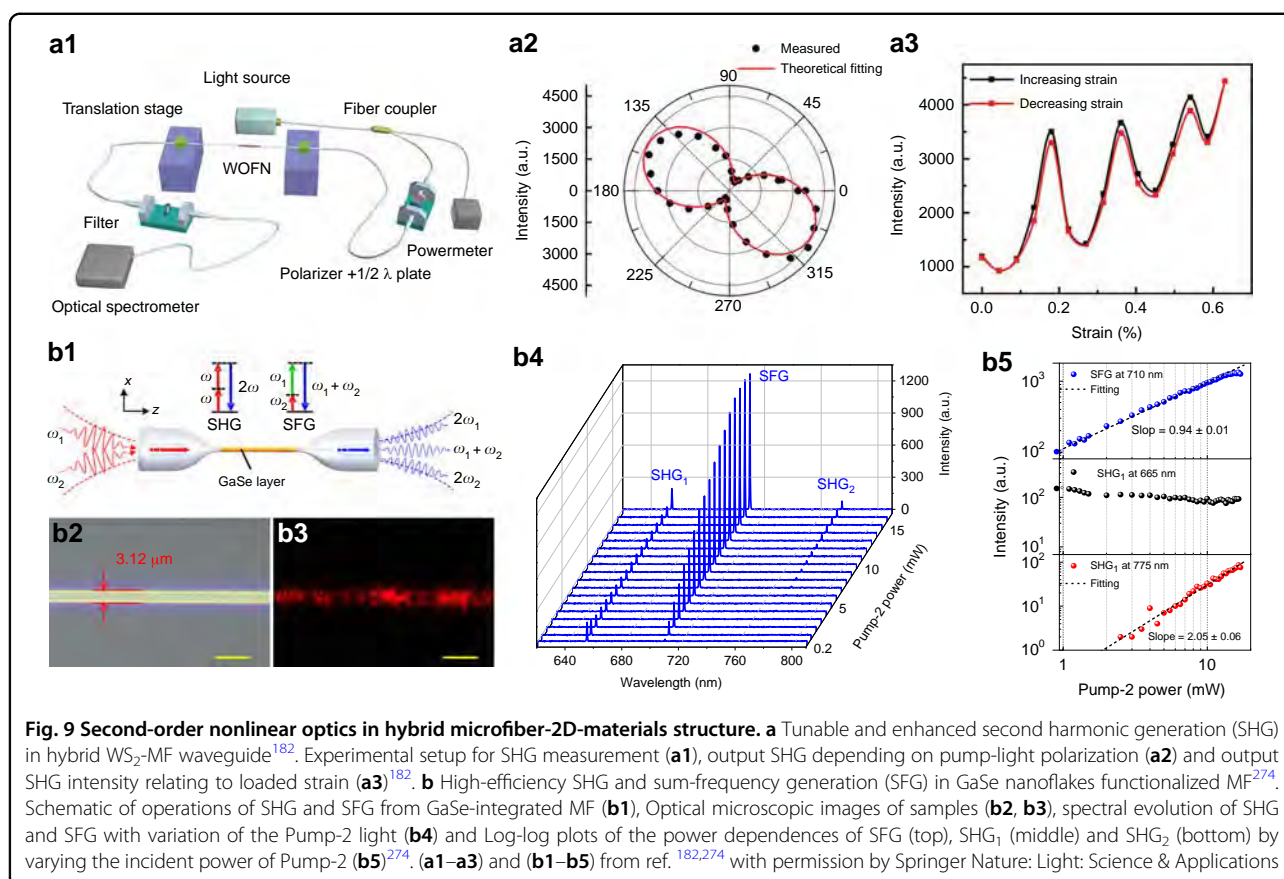 a1
Light source
Translation stage
Fiber coupler
WOFN
Filter
Powermeter
Polarizer +1/2 λ plate
Optical spectrometer
a2
Measured
Theoretical fitting
Intensity (a.u.)
4500
3000
1500
0
1500
3000
4500
90
135
45
180
0
225
315
270
a3
Increasing strain
Decreasing strain
Intensity (a.u.)
4000
3000
2000
1000
0.0
0.2
0.4
0.6
Strain (%)
b1
x
z
ω
ω
2ω
SHG
ω1
ω2
ω1 + ω2
SFG
ω1
ω2
GaSe layer
2ω1
ω1 + ω2
2ω2
b2
3.12 μm
b3
b4
SFG
SHG1
SHG2
1200
900
600
300
0
Intensity (a.u.)
15
10
5
0.2
Pump-2 power (mW)
640
680
720
760
800
Wavelength (nm)
b5
SFG at 710 nm
Fitting
Slop = 0.94 ± 0.01
10³
10²
SHG1 at 665 nm
10²
10¹
Intensity (a.u.)
SHG1 at 775 nm
Fitting
Slope = 2.05 ± 0.06
10²
10¹
10⁰
1
10
Pump-2 power (mW)
Fig. 9 Second-order nonlinear optics in hybrid microfiber-2D-materials structure. a Tunable and enhanced second harmonic generation (SHG)
in hybrid WS2-MF waveguide182. Experimental setup for SHG measurement (a1), output SHG depending on pump-light polarization (a2) and output
SHG intensity relating to loaded strain (a3)182. b High-efficiency SHG and sum-frequency genreration (SFG) in GaSe nanoflakes functionalized MF274.
Schematic of operations of SHG and SFG from GaSe-integrated MF (b1), Optical microscopic images of samples (b2, b3), spectral evolution of SHG
and SFG with variation of the Pump-2 light (b4) and Log-log plots of the power dependences of SFG (top), SHG1 (middle) and SHG2 (bottom) by
varying the incident power of Pump-2 (b5)274. (a1–a3) and (b1–b5) from ref. 182,274 with permission by Springer Nature: Light: Science & Applications